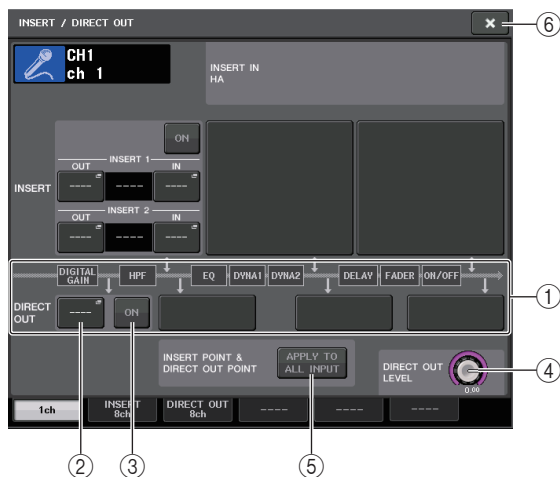 INSERT / DIRECT OUT
⑥
CH1
ch 1
INSERT IN
HA
ON
INSERT 1
OUT
IN
INSERT
----
----
----
INSERT 2
OUT
IN
----
----
----
DIGITAL GAIN
HPF
EQ
DYNA1
DYNA2
DELAY
FADER
ON/OFF
①
DIRECT OUT
----
ON
INSERT POINT &
DIRECT OUT POINT
APPLY TO
ALL INPUT
DIRECT OUT
LEVEL
0.00
④
1ch
INSERT
8ch
DIRECT OUT
8ch
----
----
----
②
③
⑤